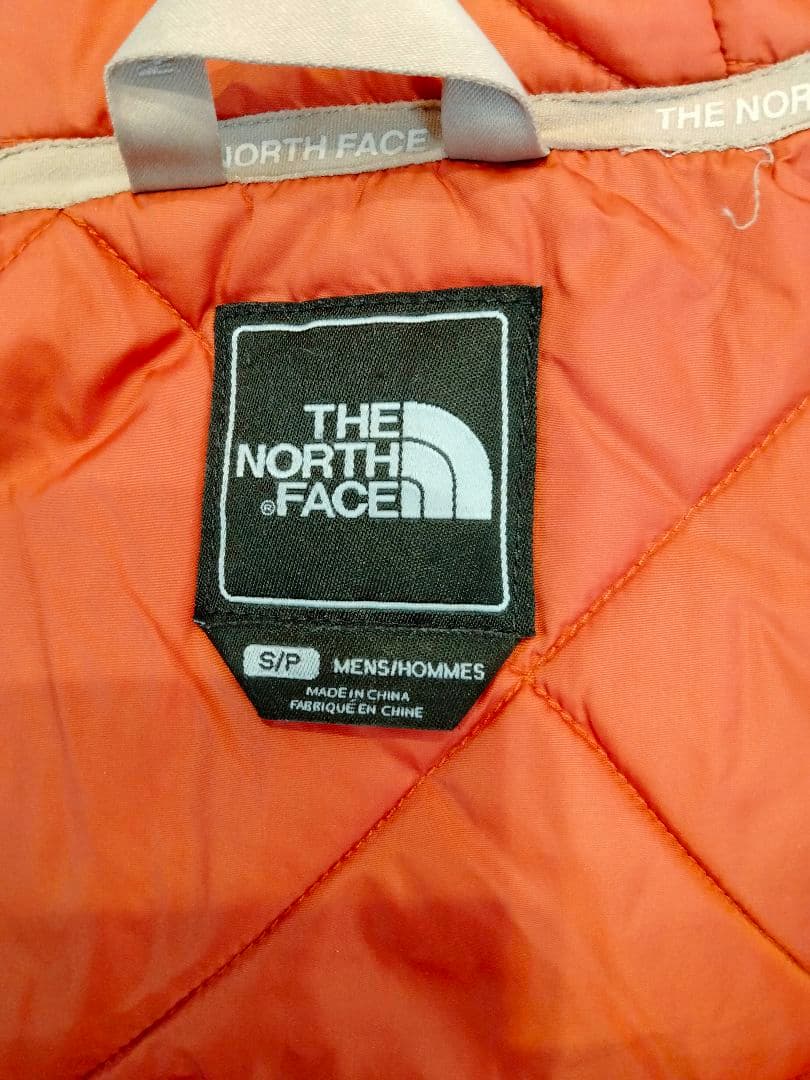 NORTH FACE
THE NOR
THE
NORTH
®FACE
S/P MENS/HOMMES
MADE IN CHINA
FABRIQUÉ EN CHINE